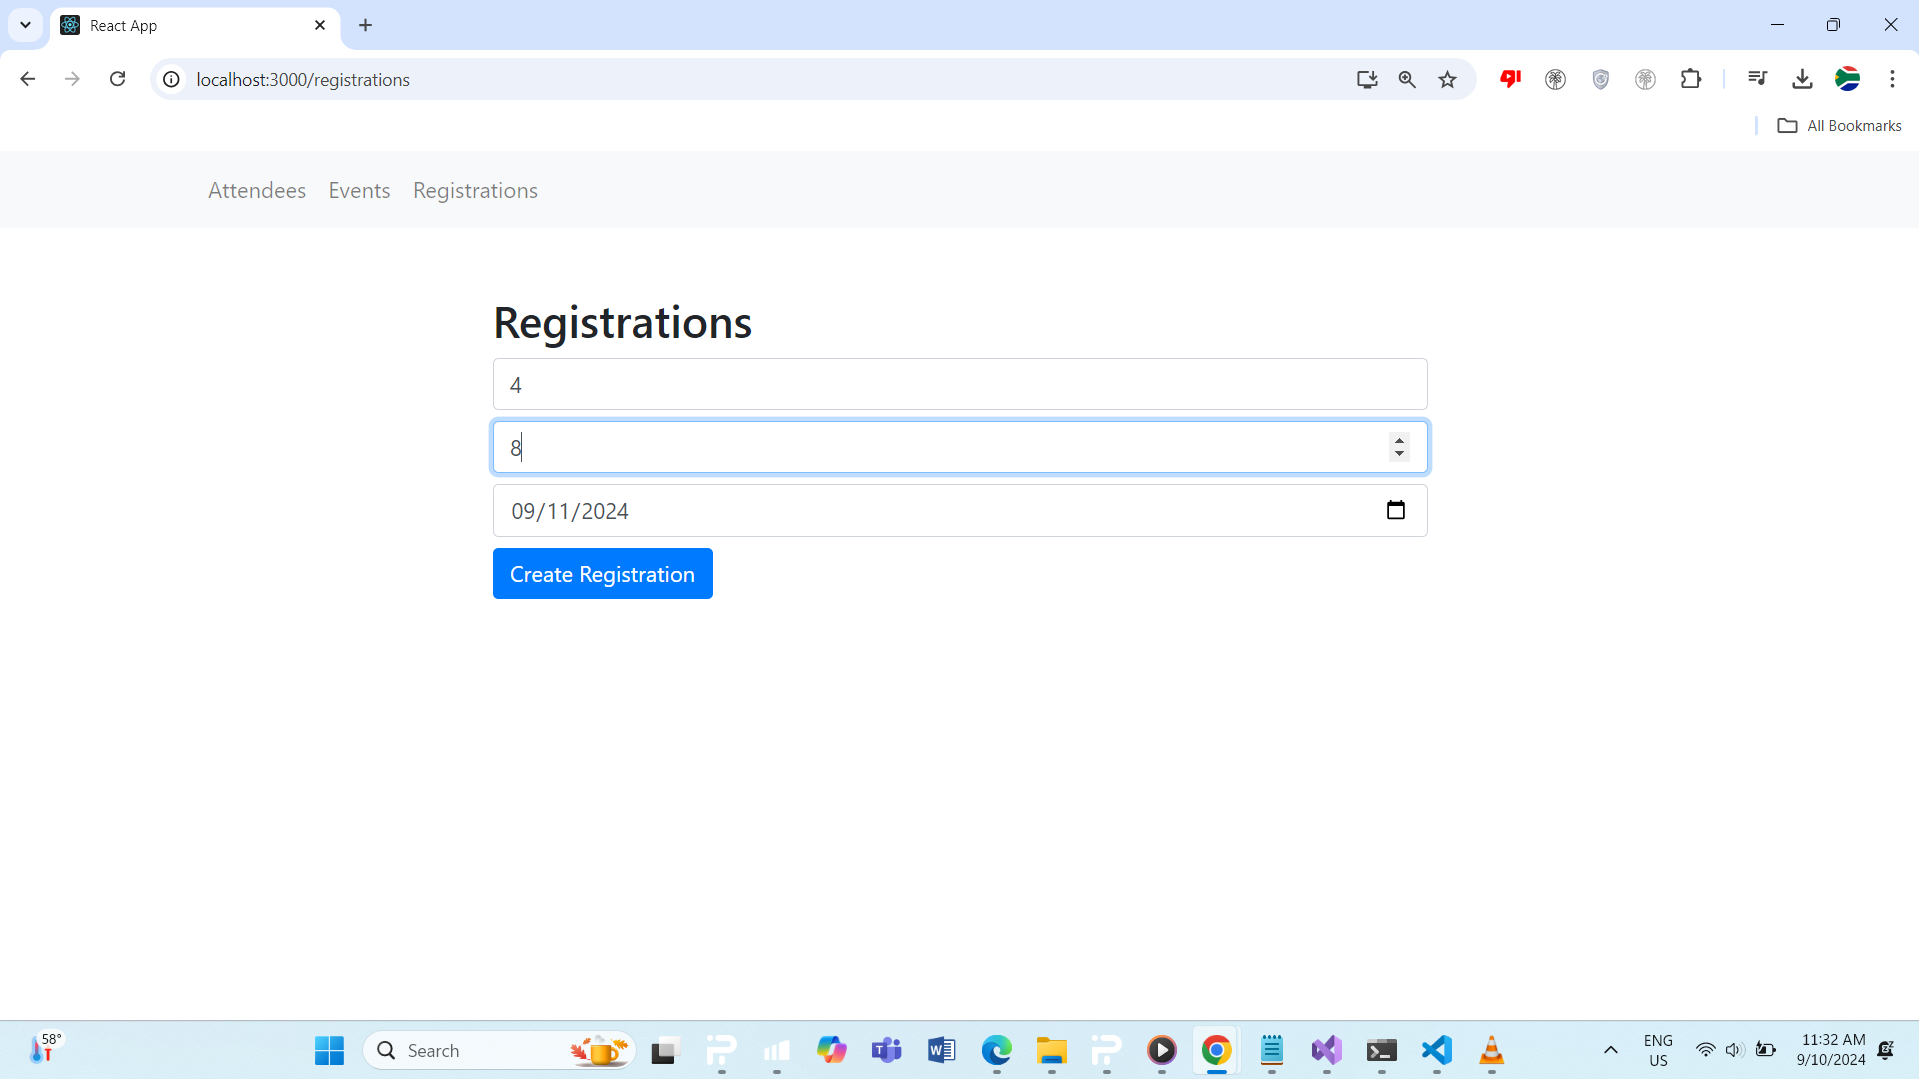 React App
localhost:3000/registrations
All Bookmarks
Attendees Events Registrations
Registrations
4
8
09/11/2024
Create Registration
58°
Search
ENG
US
11:32 AM
9/10/2024